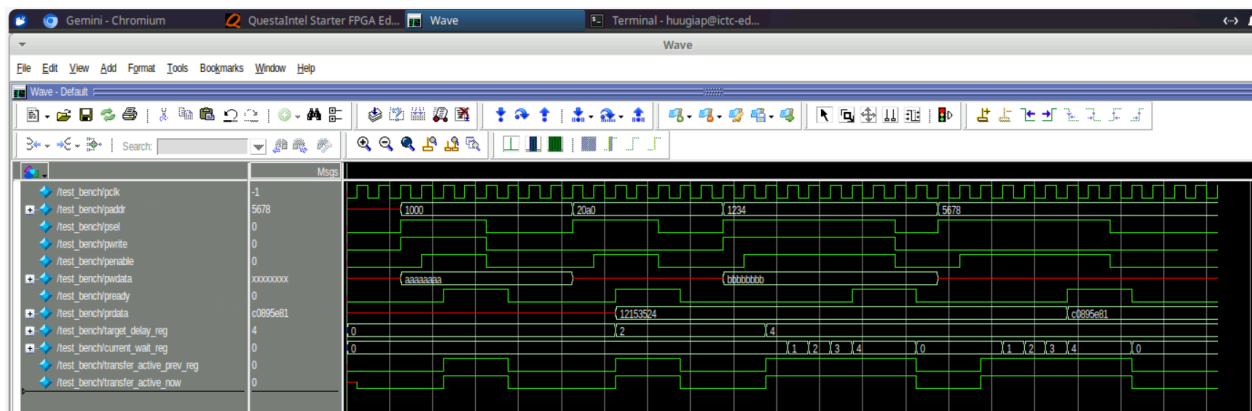 Gemini - Chromium QuestaIntel Starter FPGA Ed... Wave Terminal - huugiap@ictc-ed...
Wave
File Edit View Add Format Tools Bookmarks Window Help
Wave - Default
Search:
Msgs
/test_bench/pclk -1
/test_bench/paddr 5678 1000 20a0 1234 5678
/test_bench/psel 0
/test_bench/pwrite 0
/test_bench/penable 0
/test_bench/pwdata xxxxxxxx aaaaaaaa bbbbbbbb
/test_bench/pready 0
/test_bench/prdata c0895e81 12153524 c0895e81
/test_bench/target_delay_reg 4 0 2 4
/test_bench/current_wait_reg 0 0 1 2 3 4 0 1 2 3 4 0
/test_bench/transfer_active_prev_reg 0
/test_bench/transfer_active_now 0